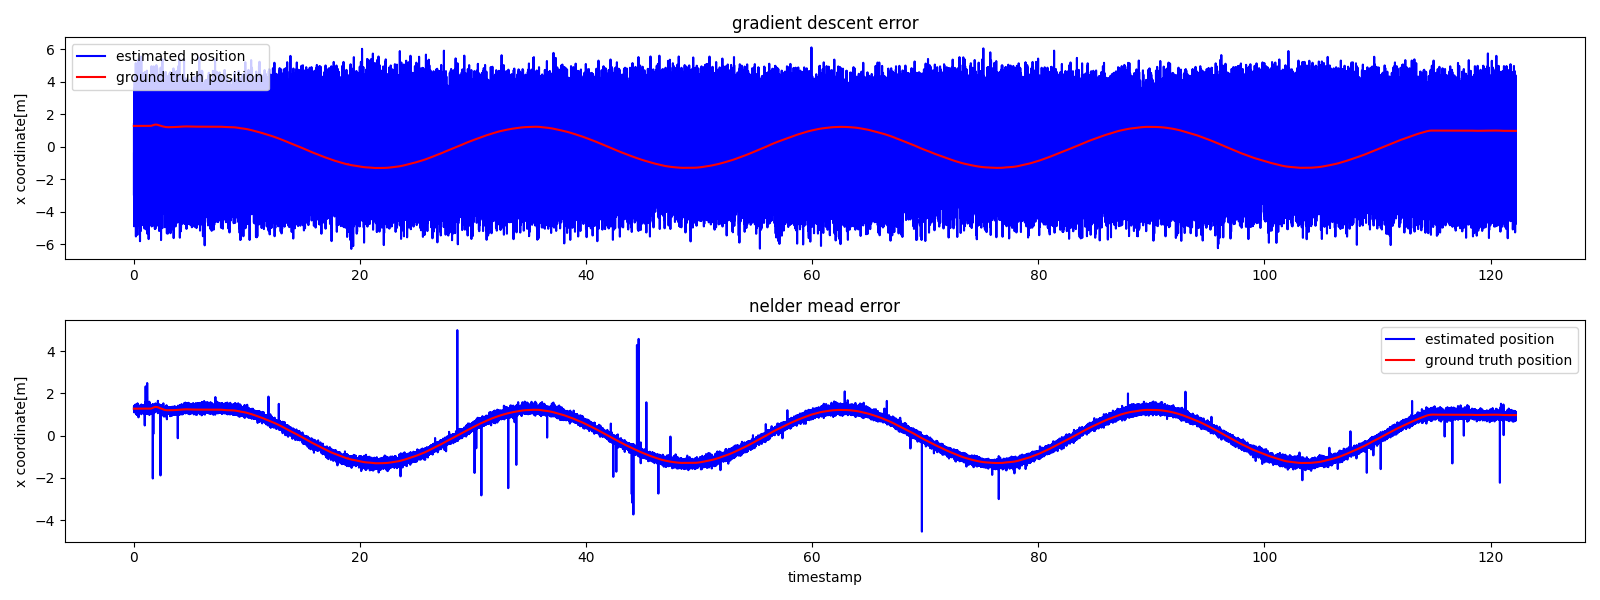 gradient descent error
estimated position
ground truth position
x coordinate[m]
6
4
2
0
−2
−4
−6
0 20 40 60 80 100 120
nelder mead error
estimated position
ground truth position
x coordinate[m]
4
2
0
−2
−4
0 20 40 60 80 100 120
timestamp